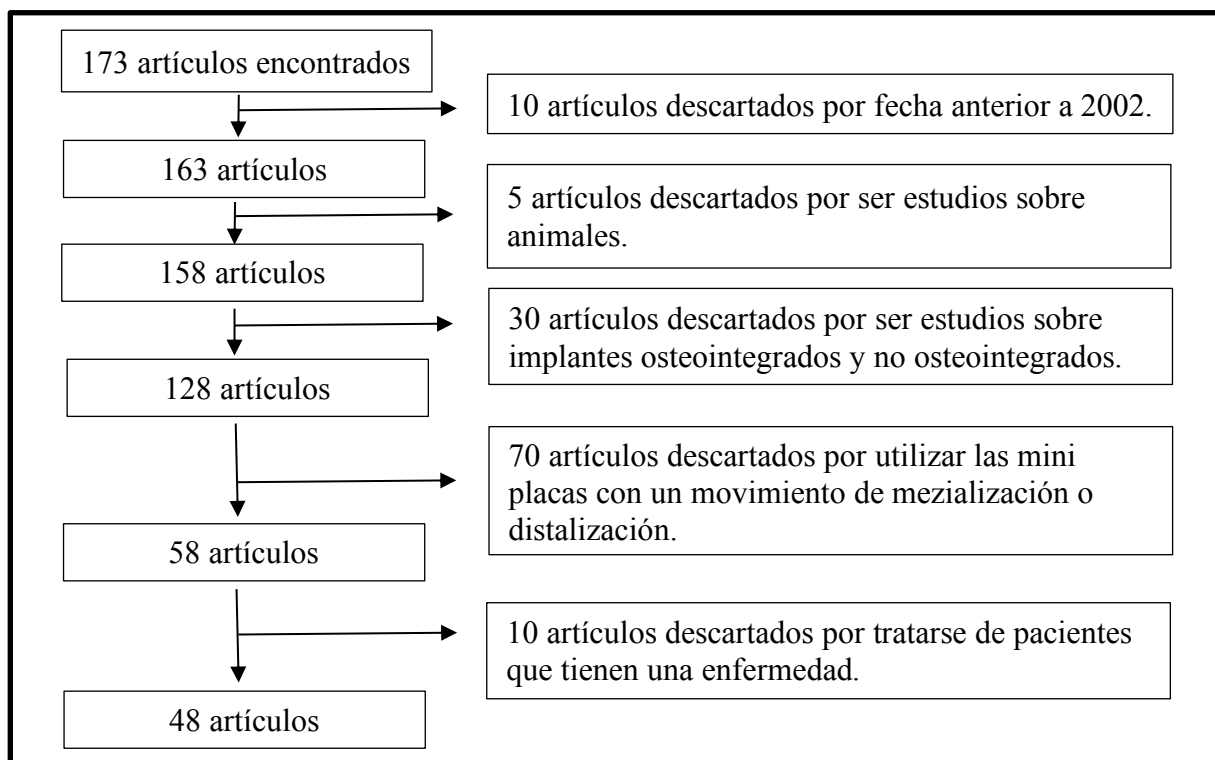 173 artículos encontrados
10 artículos descartados por fecha anterior a 2002.
163 artículos
5 artículos descartados por ser estudios sobre
animales.
158 artículos
30 artículos descartados por ser estudios sobre
implantes osteointegrados y no osteointegrados.
128 artículos
70 artículos descartados por utilizar las mini
placas con un movimiento de mezialización o
distalización.
58 artículos
10 artículos descartados por tratarse de pacientes
que tienen una enfermedad.
48 artículos